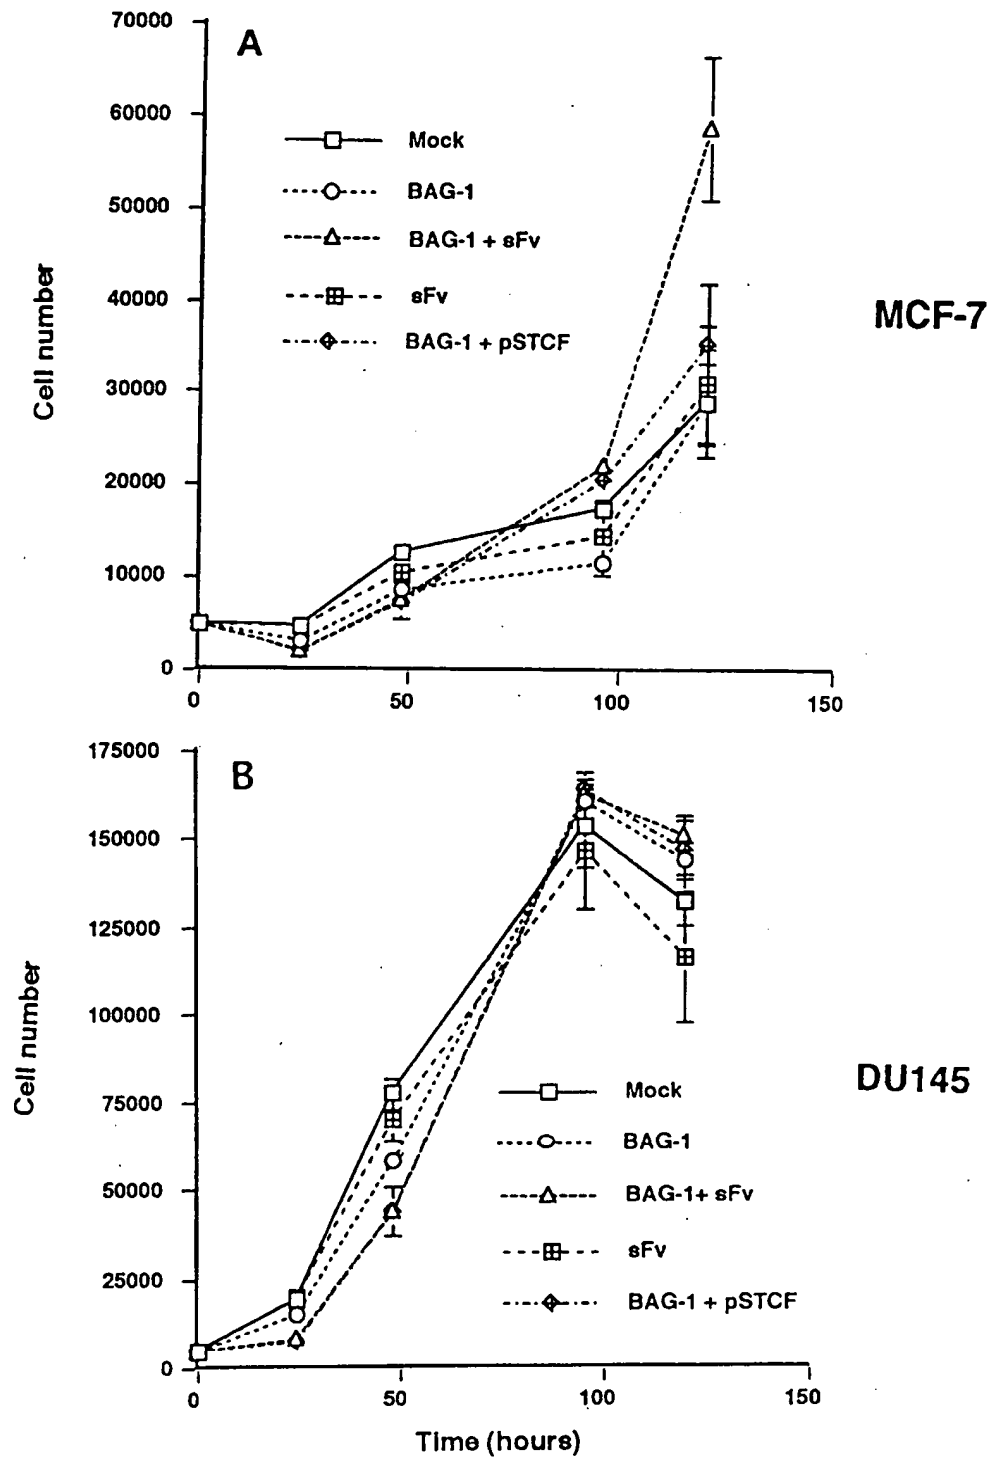 A
70000
60000
50000
40000
30000
20000
10000
0
Cell number
Mock
BAG-1
BAG-1 + sFv
sFv
BAG-1 + pSTCF
MCF-7
0 50 100 150
B
175000
150000
125000
100000
75000
50000
25000
0
Cell number
DU145
Mock
BAG-1
BAG-1+ sFv
sFv
BAG-1 + pSTCF
0 50 100 150
Time (hours)